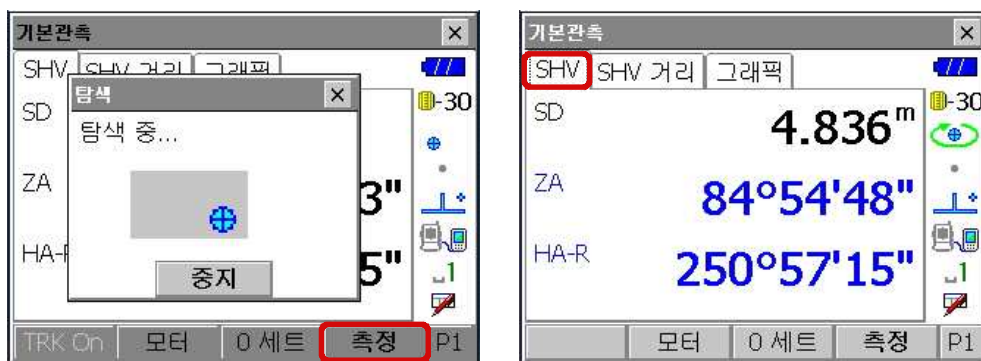 기본관측
SHV SHV 거리 그래픽
탐색
SD
-30
탐색 중...
ZA
3"
HA-R
5"
1
중지
TRK On 모터 0 세트 측정 P1
기본관측
SHV SHV 거리 그래픽
SD 4.836 m
-30
ZA 84°54'48"
HA-R 250°57'15"
1
모터 0 세트 측정 P1